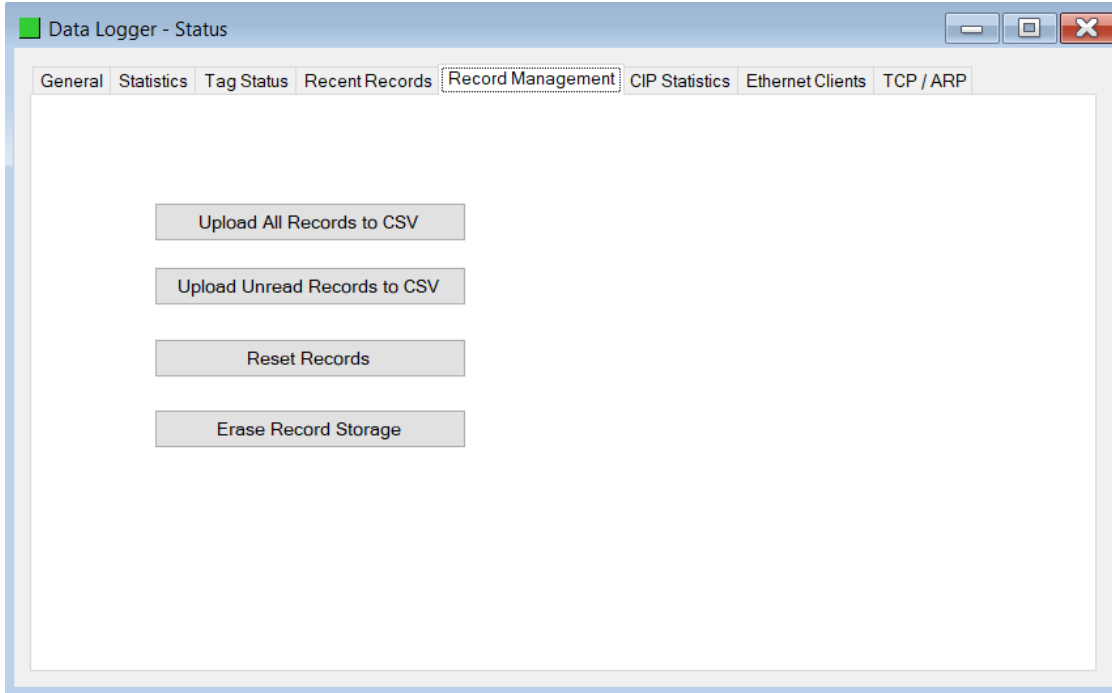 Data Logger - Status
General Statistics Tag Status Recent Records Record Management CIP Statistics Ethernet Clients TCP / ARP
Upload All Records to CSV
Upload Unread Records to CSV
Reset Records
Erase Record Storage